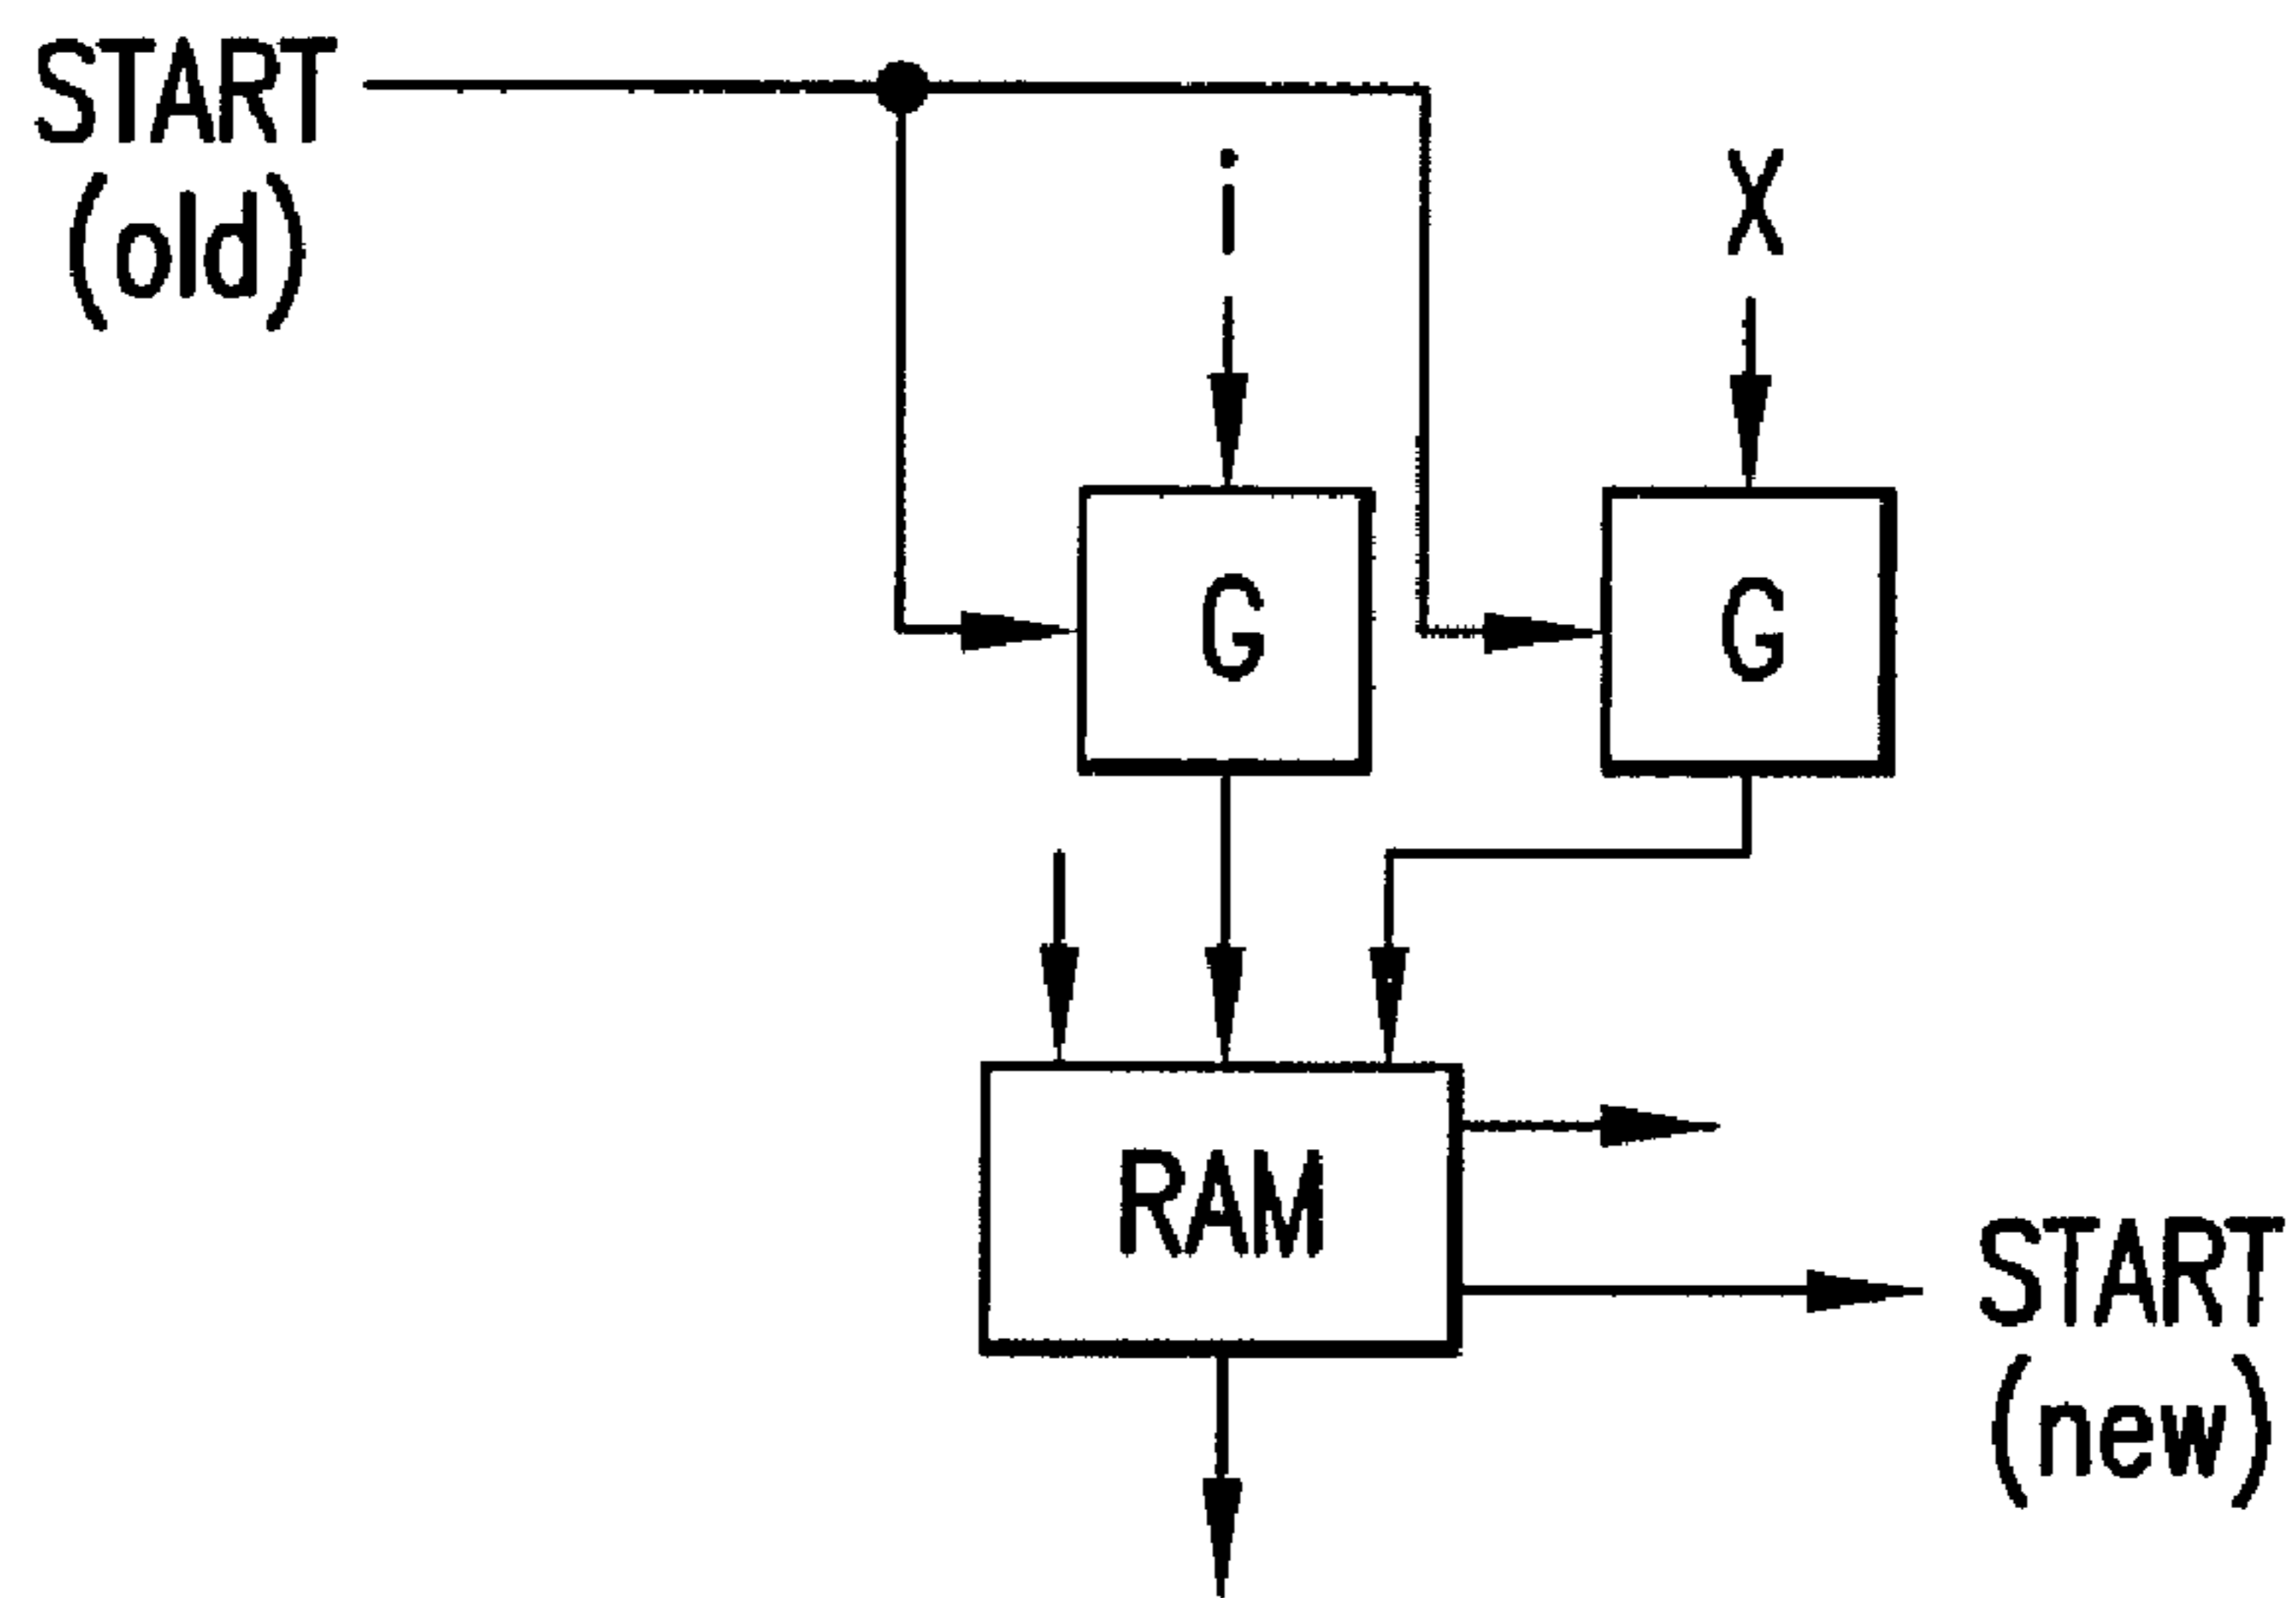 START
(old)
i
X
G
G
RAM
START
(new)